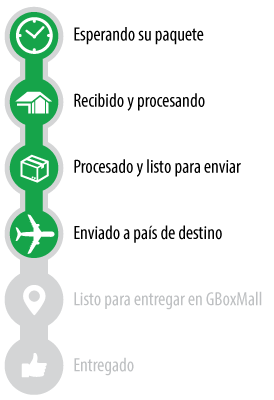 Esperando su paquete
Recibido y procesando
Procesado y listo para enviar
Enviado a país de destino
Listo para entregar en GBoxMall
Entregado